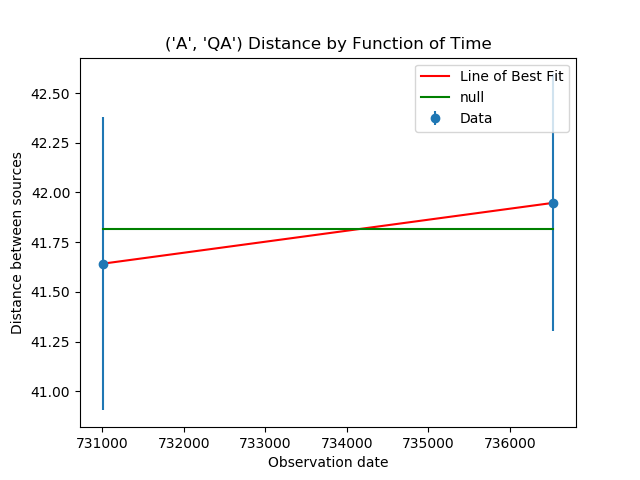 ('A', 'QA') Distance by Function of Time
Line of Best Fit
null
Data
42.50
42.25
42.00
41.75
41.50
41.25
41.00
Distance between sources
731000 732000 733000 734000 735000 736000
Observation date